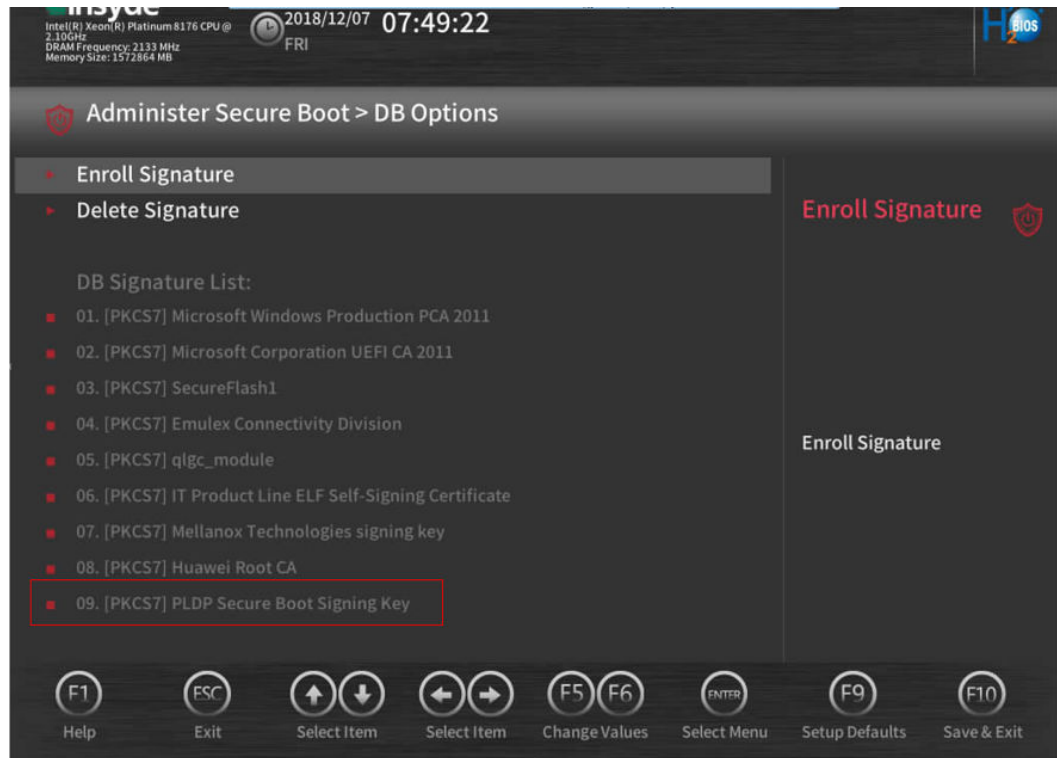 insyde
Intel(R) Xeon(R) Platinum 8176 CPU @
2.10GHz
DRAM Frequency: 2133 MHz
Memory Size: 1572864 MB
2018/12/07 07:49:22
FRI
H2BIOS
Administer Secure Boot > DB Options
Enroll Signature
Delete Signature
Enroll Signature
DB Signature List:
01. [PKCS7] Microsoft Windows Production PCA 2011
02. [PKCS7] Microsoft Corporation UEFI CA 2011
03. [PKCS7] SecureFlash1
04. [PKCS7] Emulex Connectivity Division
05. [PKCS7] qlgc_module
Enroll Signature
06. [PKCS7] IT Product Line ELF Self-Signing Certificate
07. [PKCS7] Mellanox Technologies signing key
08. [PKCS7] Huawei Root CA
09. [PKCS7] PLDP Secure Boot Signing Key
F1 ESC F5 F6 ENTER F9 F10
Help Exit Select Item Select Item Change Values Select Menu Setup Defaults Save & Exit